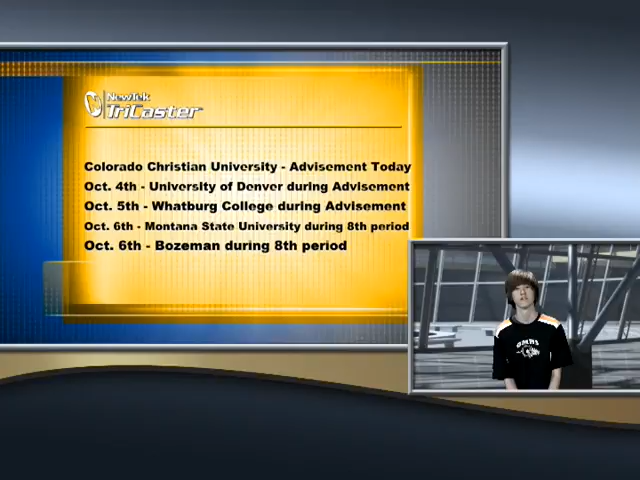 NewTek
TriCaster
Colorado Christian University - Advisement Today
Oct. 4th - University of Denver during Advisement
Oct. 5th - Whatburg College during Advisement
Oct. 6th - Montana State University during 8th period
Oct. 6th - Bozeman during 8th period